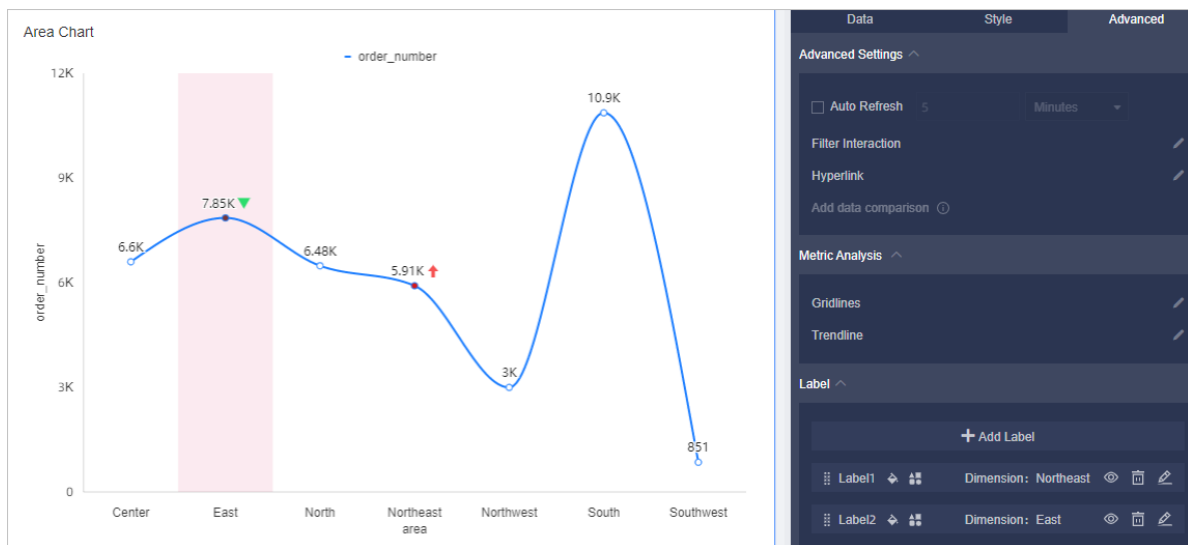 Area Chart
order_number
12K
9K
6K
3K
0
order_number
6.6K
7.85K
6.48K
5.91K
3K
10.9K
851
Center
East
North
Northeast
area
Northwest
South
Southwest
Data Style Advanced
Advanced Settings
Auto Refresh 5 Minutes
Filter Interaction
Hyperlink
Add data comparison
Metric Analysis
Gridlines
Trendline
Label
Add Label
Label1 Dimension: Northeast
Label2 Dimension: East